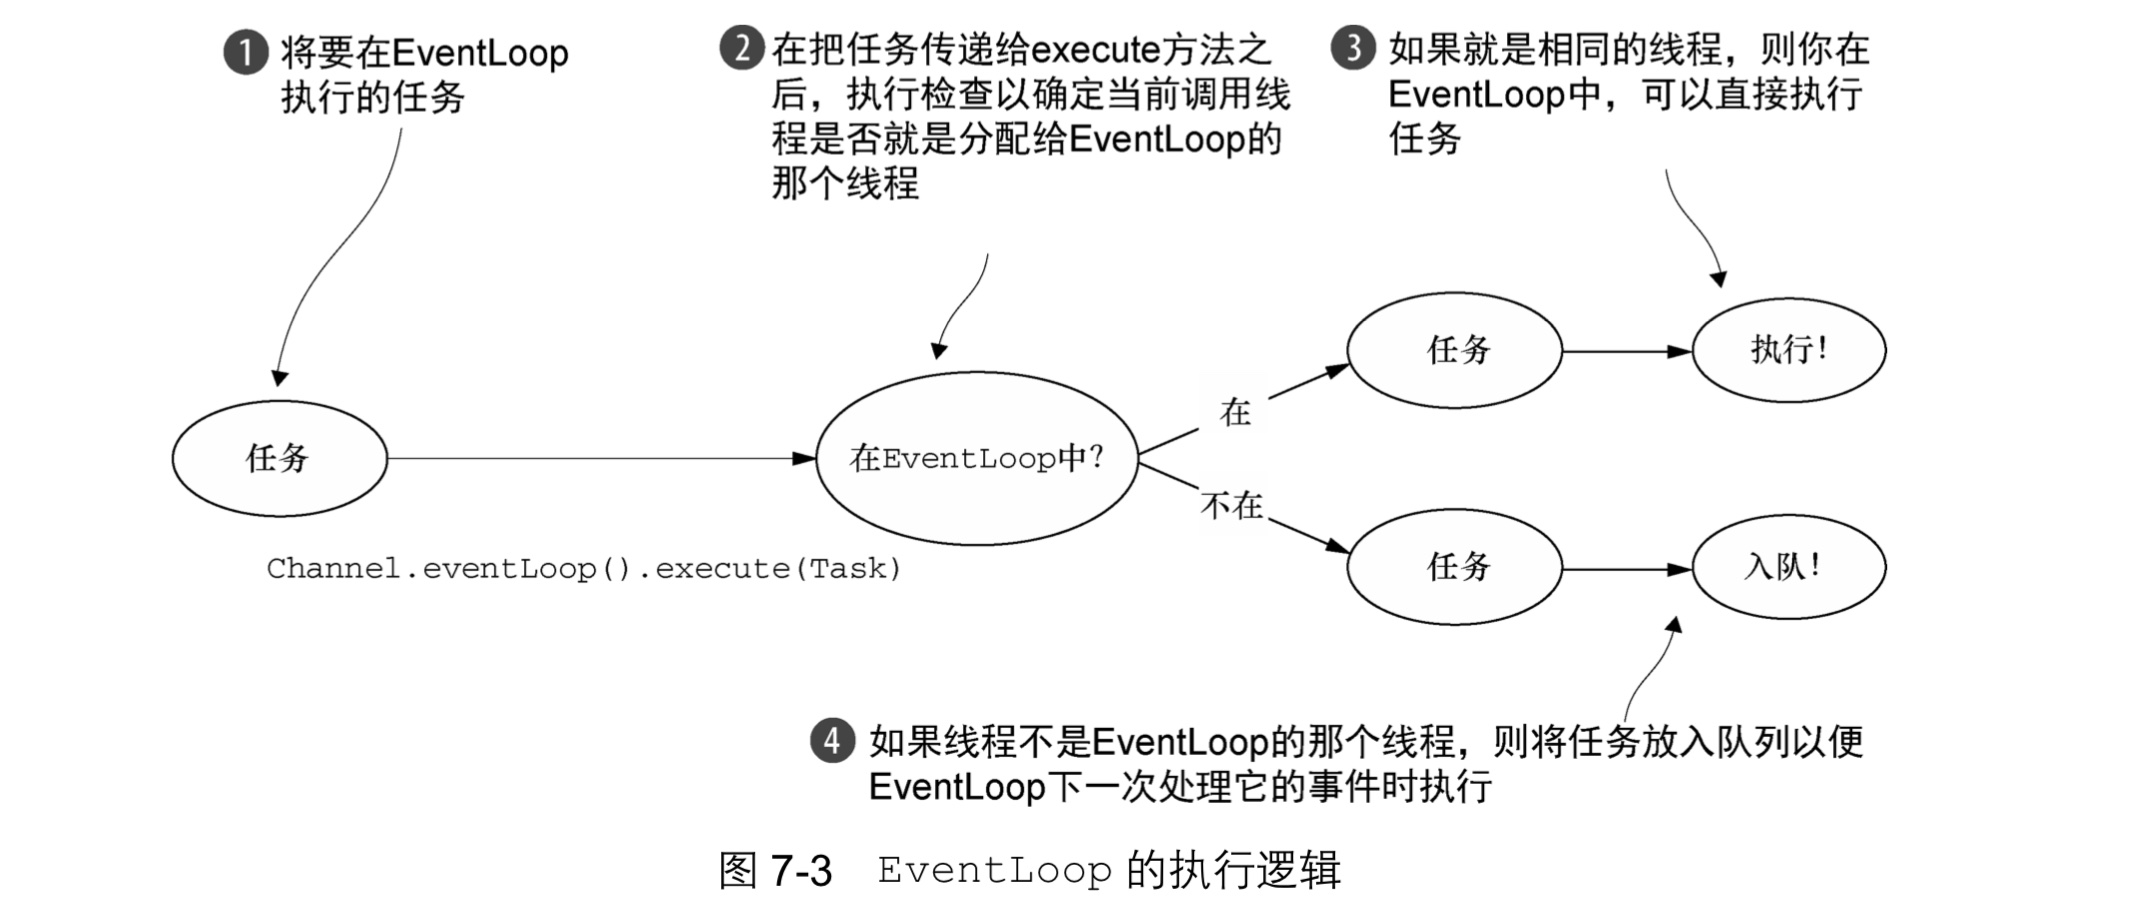 1 将要在EventLoop
执行的任务
2 在把任务传递给execute方法之
后，执行检查以确定当前调用线
程是否就是分配给EventLoop的
那个线程
3 如果就是相同的线程，则你在
EventLoop中，可以直接执行
任务
任务
Channel.eventLoop().execute(Task)
在EventLoop中？
在
任务
执行！
不在
任务
入队！
4 如果线程不是EventLoop的那个线程，则将任务放入队列以便
EventLoop下一次处理它的事件时执行
图 7-3 EventLoop 的执行逻辑